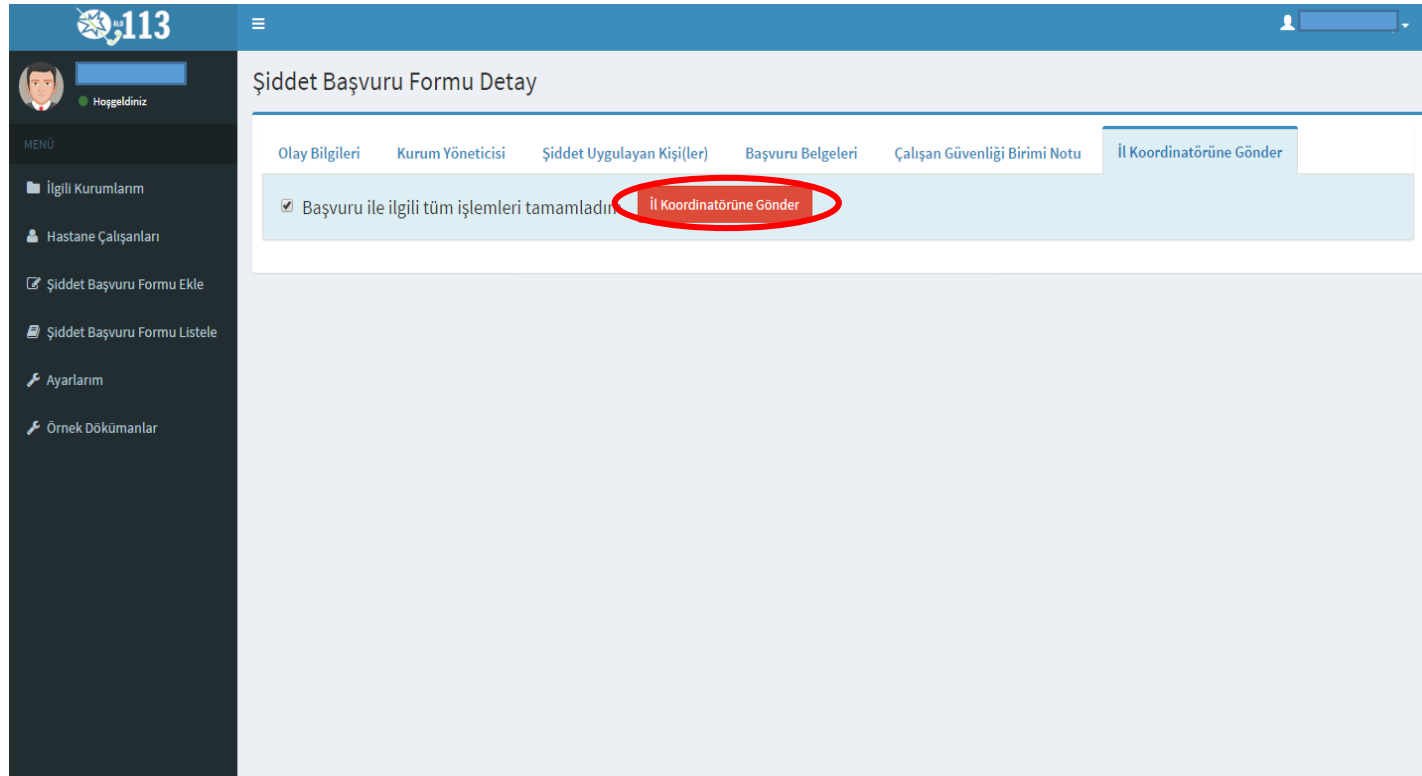 ALO 113
Hoşgeldiniz
MENÜ
İlgili Kurumlarım
Hastane Çalışanları
Şiddet Başvuru Formu Ekle
Şiddet Başvuru Formu Listele
Ayarlarım
Örnek Dökümanlar
Şiddet Başvuru Formu Detay
Olay Bilgileri Kurum Yöneticisi Şiddet Uygulayan Kişi(ler) Başvuru Belgeleri Çalışan Güvenliği Birimi Notu İl Koordinatörüne Gönder
Başvuru ile ilgili tüm işlemleri tamamladım İl Koordinatörüne Gönder